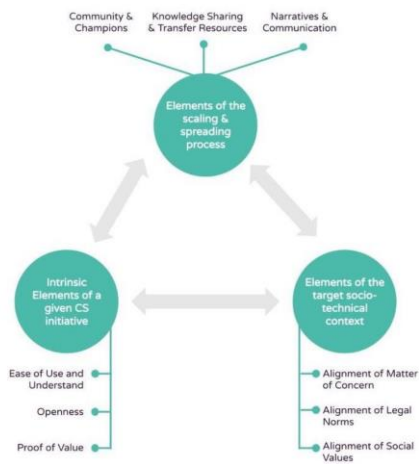 Community &
Champions
Knowledge Sharing
& Transfer Resources
Narratives &
Communication
Elements of the
scaling &
spreading
process
Intrinsic
Elements of a
given CS
initiative
Elements of the
target socio-
technical
context
Ease of Use and
Understand
Openness
Proof of Value
Alignment of Matter
of Concern
Alignment of Legal
Norms
Alignment of Social
Values